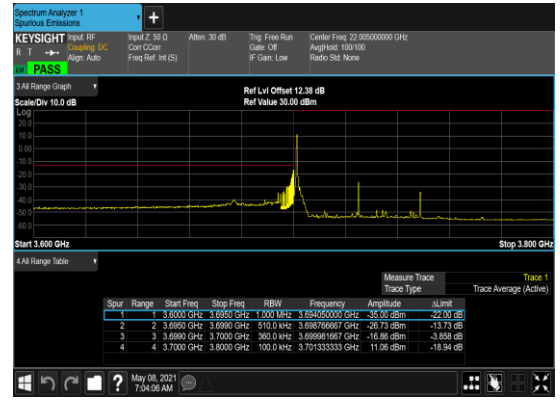 Spectrum Analyzer 1
Spurious Emissions
+
KEYSIGHT Input: RF Input Z: 50 Ω Atten: 30 dB Trig: Free Run Center Freq: 22.005000000 GHz
R T Coupling: DC Corr CCorr Gate: Off Avg|Hold: 100/100
Align: Auto Freq Ref: Int (S) IF Gain: Low Radio Std: None
PASS
3 All Range Graph Ref Lvl Offset 12.38 dB
Scale/Div 10.0 dB Ref Value 30.00 dBm
Log
20.0
10.0
0.00
-10.0
-20.0
-30.0
-40.0
-50.0
-60.0
Start 3.600 GHz Stop 3.800 GHz
4 All Range Table
Measure Trace Trace 1
Trace Type Trace Average (Active)
Spur Range Start Freq Stop Freq RBW Frequency Amplitude ΔLimit
1 1 3.6000 GHz 3.6950 GHz 1.000 MHz 3.694050000 GHz -35.00 dBm -22.00 dB
2 2 3.6950 GHz 3.6990 GHz 510.0 kHz 3.698766667 GHz -26.73 dBm -13.73 dB
3 3 3.6990 GHz 3.7000 GHz 360.0 kHz 3.699981667 GHz -16.86 dBm -3.858 dB
4 4 3.7000 GHz 3.8000 GHz 100.0 kHz 3.701333333 GHz 11.06 dBm -18.94 dB
? May 08, 2021
7:04:06 AM